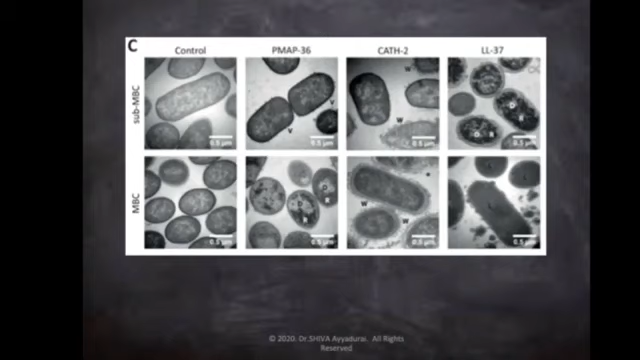 C
Control PMAP-36 CATH-2 LL-37
sub-MBC
W
V
V
W
D
D
R
0.5 µm 0.5 µm 0.5 µm 0.5 µm
MBC
D
R
D
R
W
W
*
0.5 µm 0.5 µm 0.5 µm 0.5 µm
© 2020. Dr.SHIVA Ayyadurai. All Rights
Reserved